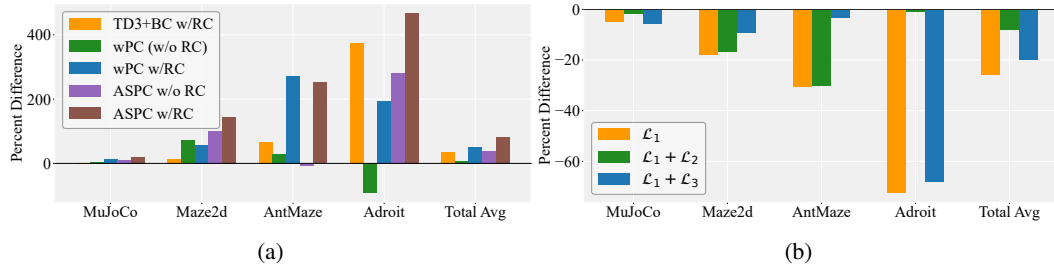 Percent Difference
400
200
0
TD3+BC w/RC
wPC (w/o RC)
wPC w/RC
ASPC w/o RC
ASPC w/RC
MuJoCo
Maze2d
AntMaze
Adroit
Total Avg
(a)
Percent Difference
0
−20
−40
−60
ℒ₁
ℒ₁ + ℒ₂
ℒ₁ + ℒ₃
MuJoCo
Maze2d
AntMaze
Adroit
Total Avg
(b)